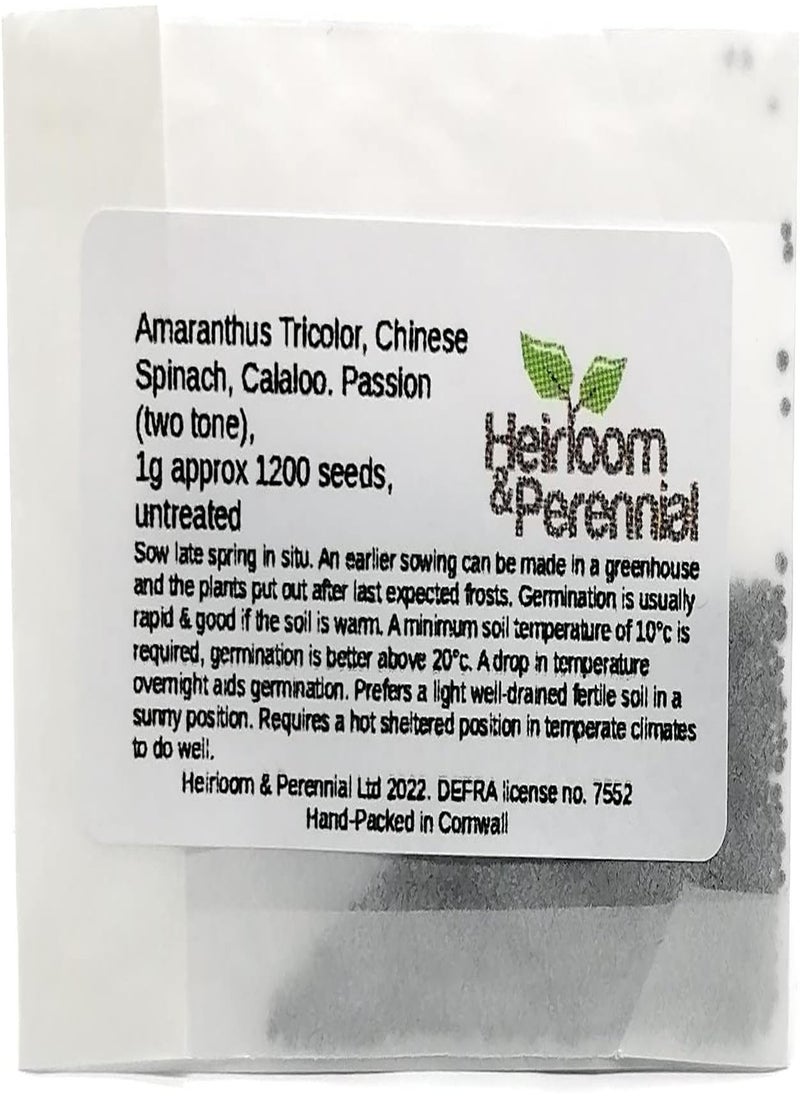 Amaranthus Tricolor, Chinese
Spinach, Calaloo. Passion
(two tone),
1g approx 1200 seeds,
untreated
Heirloom
&Perennial
Sow late spring in situ. An earlier sowing can be made in a greenhouse
and the plants put out after last expected frosts. Germination is usually
rapid & good if the soil is warm. A minimum soil temperature of 10°c is
required, germination is better above 20°c. A drop in temperature
overnight aids germination. Prefers a light well-drained fertile soil in a
sunny position. Requires a hot sheltered position in temperate climates
to do well.
Heirloom & Perennial Ltd 2022. DEFRA license no. 7552
Hand-Packed in Cornwall